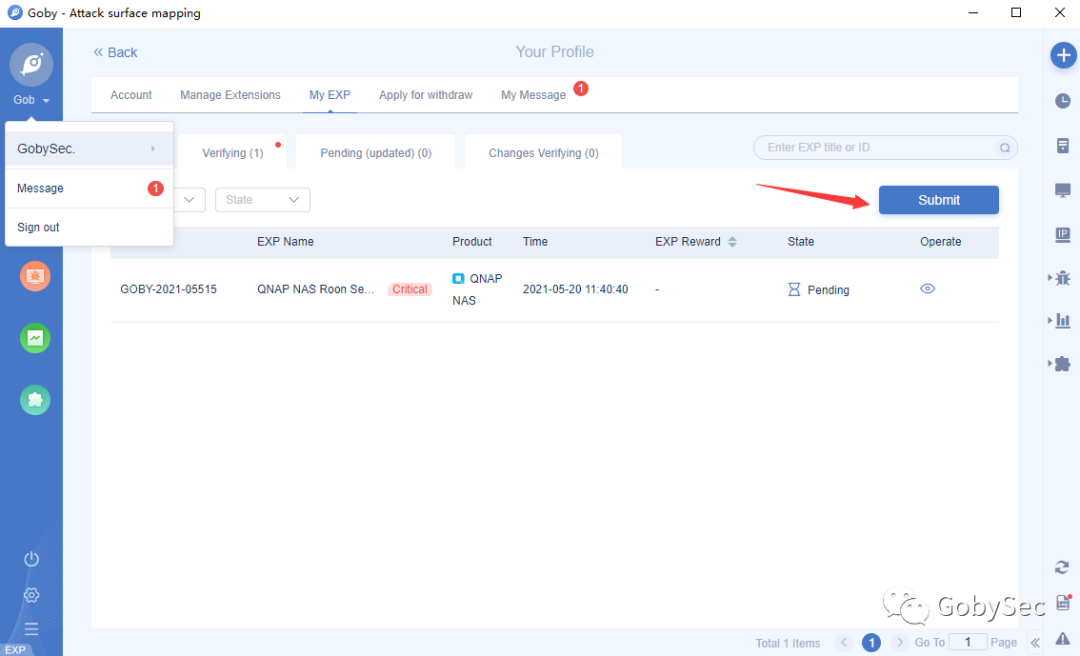 Goby - Attack surface mapping
Gob
Back
Your Profile
Account Manage Extensions My EXP Apply for withdraw My Message 1
GobySec.
Message 1
Sign out
Verifying (1) Pending (updated) (0) Changes Verifying (0)
Enter EXP title or ID
State
Submit
EXP Name Product Time EXP Reward State Operate
GOBY-2021-05515 QNAP NAS Roon Se... Critical QNAP NAS 2021-05-20 11:40:40 - Pending
IP
GobySec
LOG
Total 1 Items 1 Go To 1 Page
EXP